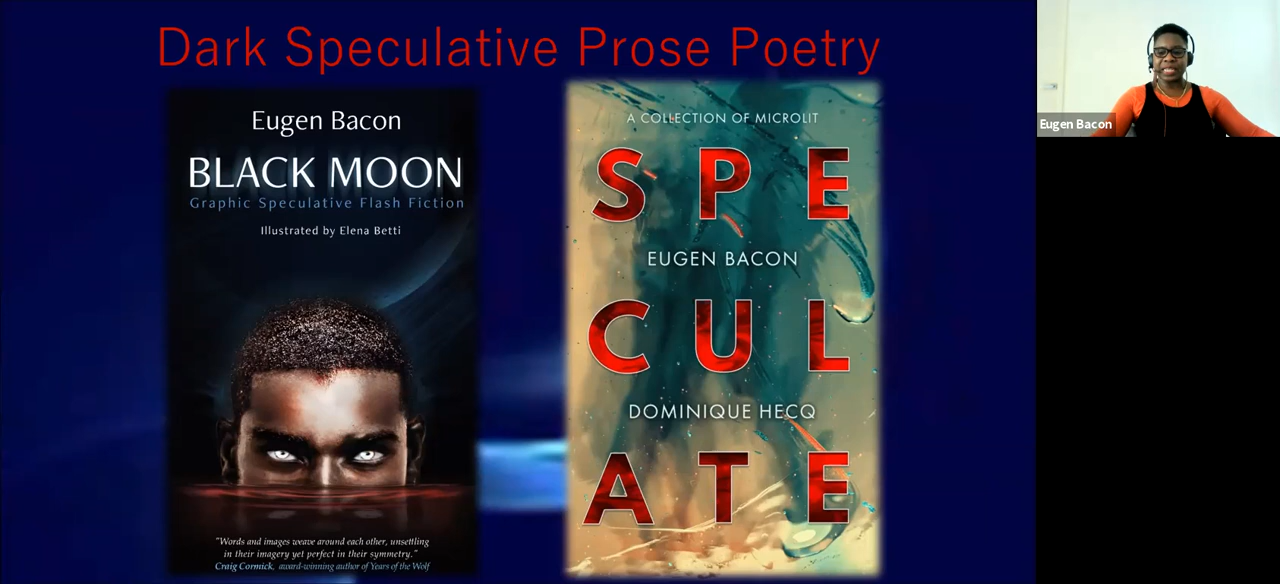 Dark Speculative Prose Poetry
Eugen Bacon
BLACK MOON
Graphic Speculative Flash Fiction
Illustrated by Elena Betti
"Words and images weave around each other, unsettling
in their imagery yet perfect in their symmetry."
Craig Cormick, award-winning author of Years of the Wolf
A COLLECTION OF MICROLIT
SPE
EUGEN BACON
CUL
DOMINIQUE HECQ
ATE
Eugen Bacon